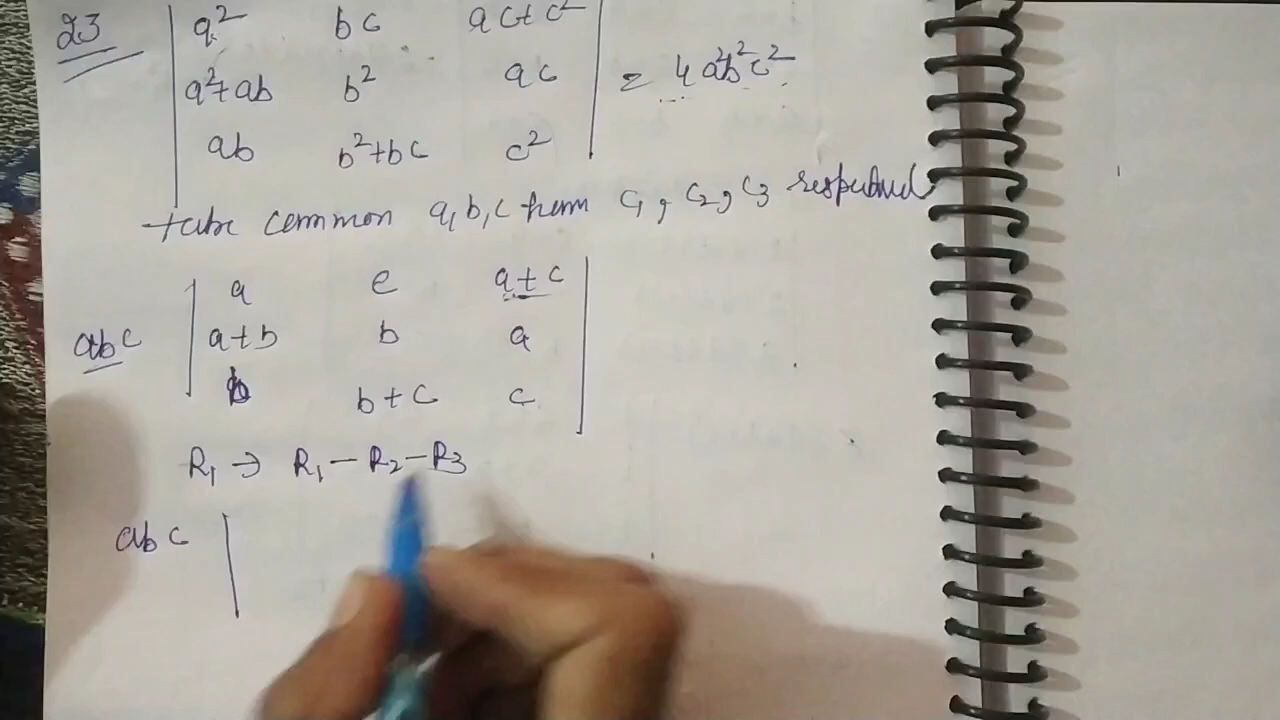 23
a² bc ac+c²
a²+ab b² ac = 4a²b²c²
ab b²+bc c²
take common a,b,c from C₁, C₂, C₃
a c a+c
abc a+b b a
b b+c c
R₁ → R₁ - R₂ - R₃
abc